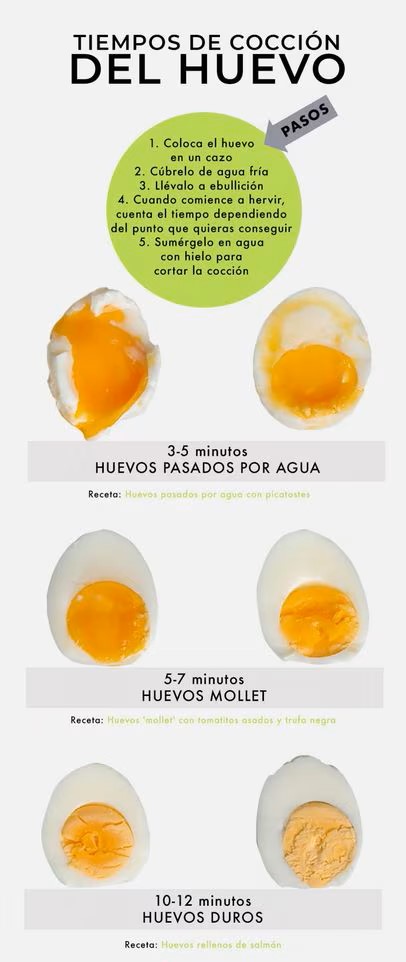 TIEMPOS DE COCCIÓN
DEL HUEVO
PASOS
1. Coloca el huevo
en un cazo
2. Cúbrelo de agua fría
3. Llévalo a ebullición
4. Cuando comience a hervir,
cuenta el tiempo dependiendo
del punto que quieras conseguir
5. Sumérgelo en agua
con hielo para
cortar la cocción
3-5 minutos
HUEVOS PASADOS POR AGUA
Receta: Huevos pasados por agua con picatostes
5-7 minutos
HUEVOS MOLLET
Receta: Huevos 'mollet' con tomatitos asados y trufa negra
10-12 minutos
HUEVOS DUROS
Receta: Huevos rellenos de salmón